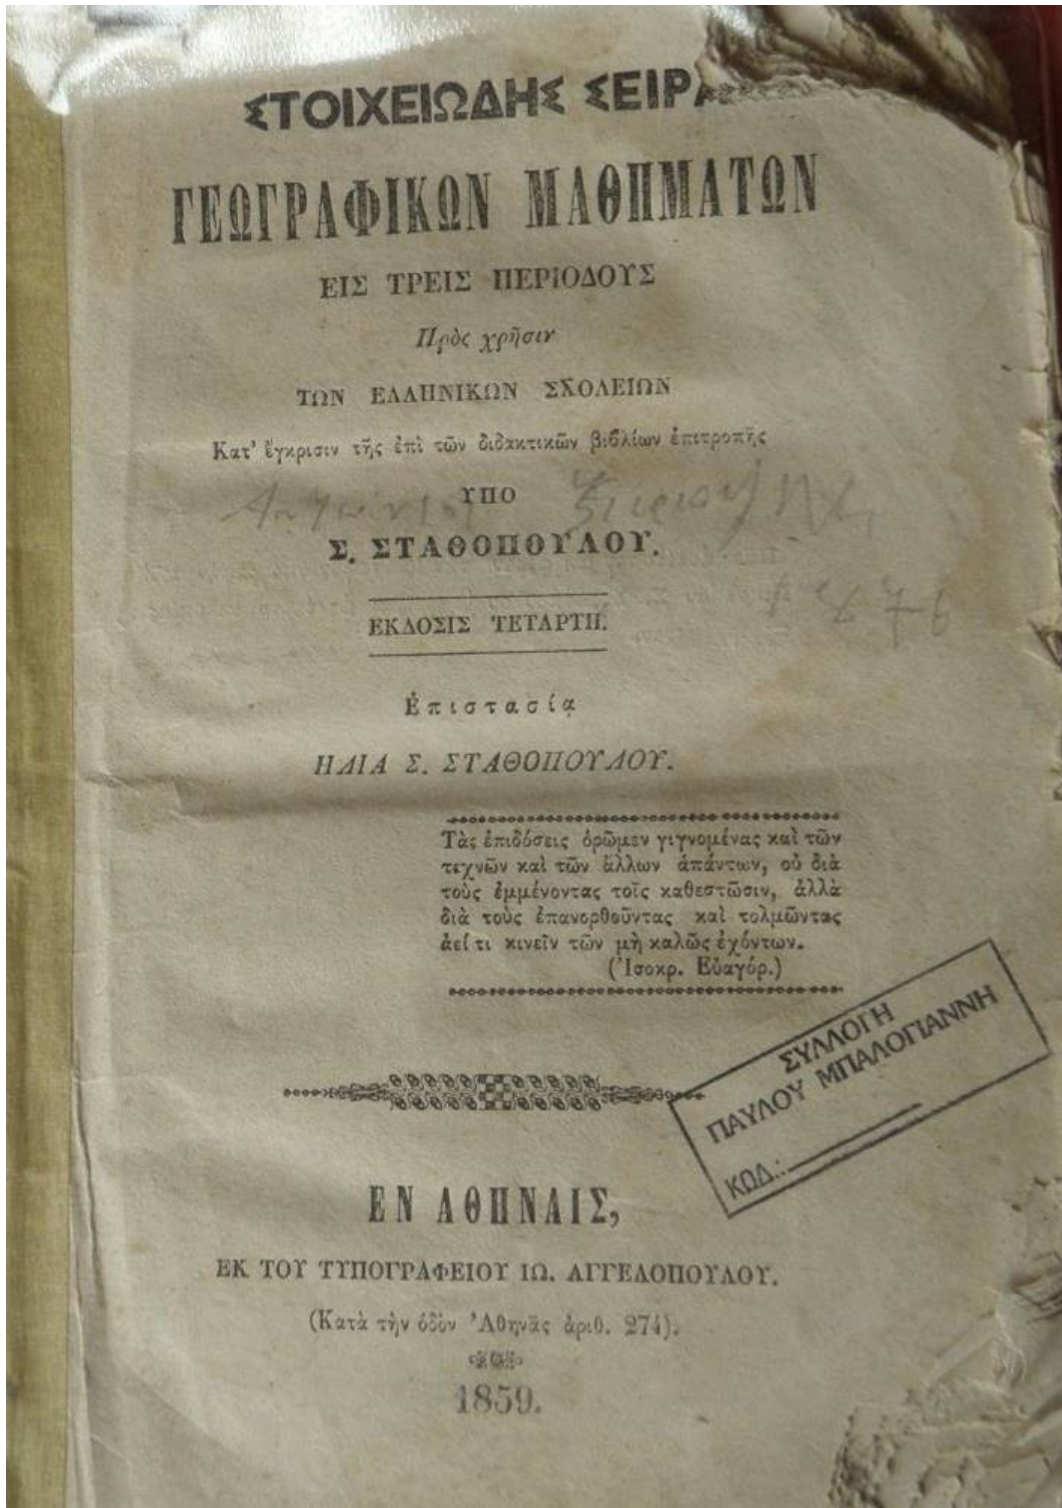 ΣΤΟΙΧΕΙΩΔΗΣ ΣΕΙΡΑ
ΓΕΩΓΡΑΦΙΚΩΝ ΜΑΘΗΜΑΤΩΝ
ΕΙΣ ΤΡΕΙΣ ΠΕΡΙΟΔΟΥΣ
Πρὸς χρῆσιν
ΤΩΝ ΕΛΛΗΝΙΚΩΝ ΣΧΟΛΕΙΩΝ
Κατ' ἔγκρισιν τῆς ἐπὶ τῶν διδακτικῶν βιβλίων ἐπιτροπῆς
ΥΠΟ
Σ. ΣΤΑΘΟΠΟΥΛΟΥ.
ΕΚΔΟΣΙΣ ΤΕΤΑΡΤΗ.
Ἐπιστασίᾳ
ΗΛΙΑ Σ. ΣΤΑΘΟΠΟΥΛΟΥ.
Τὰς ἐπιδόσεις ὁρῶμεν γιγνομένας καὶ τῶν
τεχνῶν καὶ τῶν ἄλλων ἁπάντων, οὐ διὰ
τοὺς ἐμμένοντας τοῖς καθεστῶσιν, ἀλλὰ
διὰ τοὺς ἐπανορθοῦντας καὶ τολμῶντας
ἀεί τι κινεῖν τῶν μὴ καλῶς ἐχόντων.
(Ἰσοκρ. Εὐαγόρ.)
ΣΥΛΛΟΓΗ
ΠΑΥΛΟΥ ΜΠΑΛΟΓΙΑΝΝΗ
ΚΩΔ.:
ΕΝ ΑΘΗΝΑΙΣ,
ΕΚ ΤΟΥ ΤΥΠΟΓΡΑΦΕΙΟΥ ΙΩ. ΑΓΓΕΛΟΠΟΥΛΟΥ.
(Κατὰ τὴν ὁδὸν Ἀθηνᾶς ἀριθ. 274).
1859.